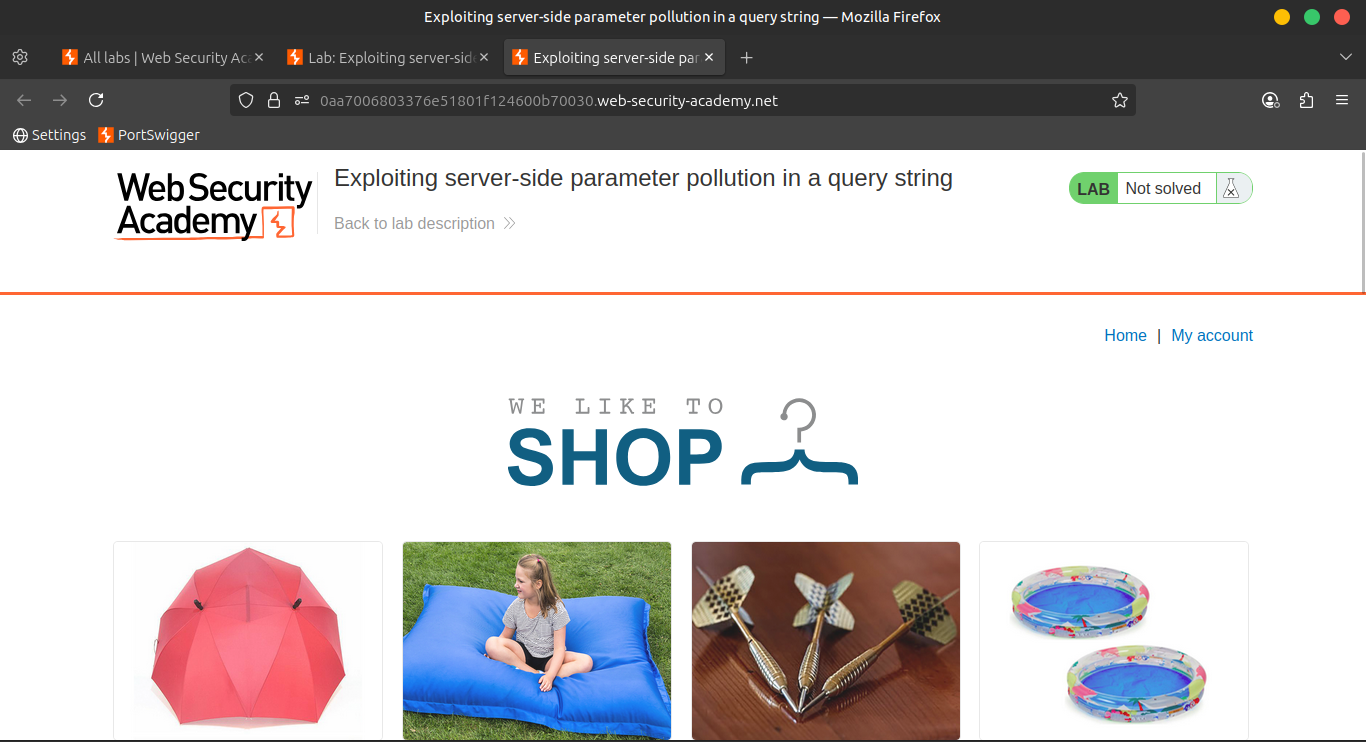 Exploiting server-side parameter pollution in a query string — Mozilla Firefox
All labs | Web Security Ac
Lab: Exploiting server-sid
Exploiting server-side par
0aa7006803376e51801f124600b70030.web-security-academy.net
Settings
PortSwigger
Web Security
Academy
Exploiting server-side parameter pollution in a query string
Back to lab description
LAB
Not solved
Home | My account
WE LIKE TO
SHOP